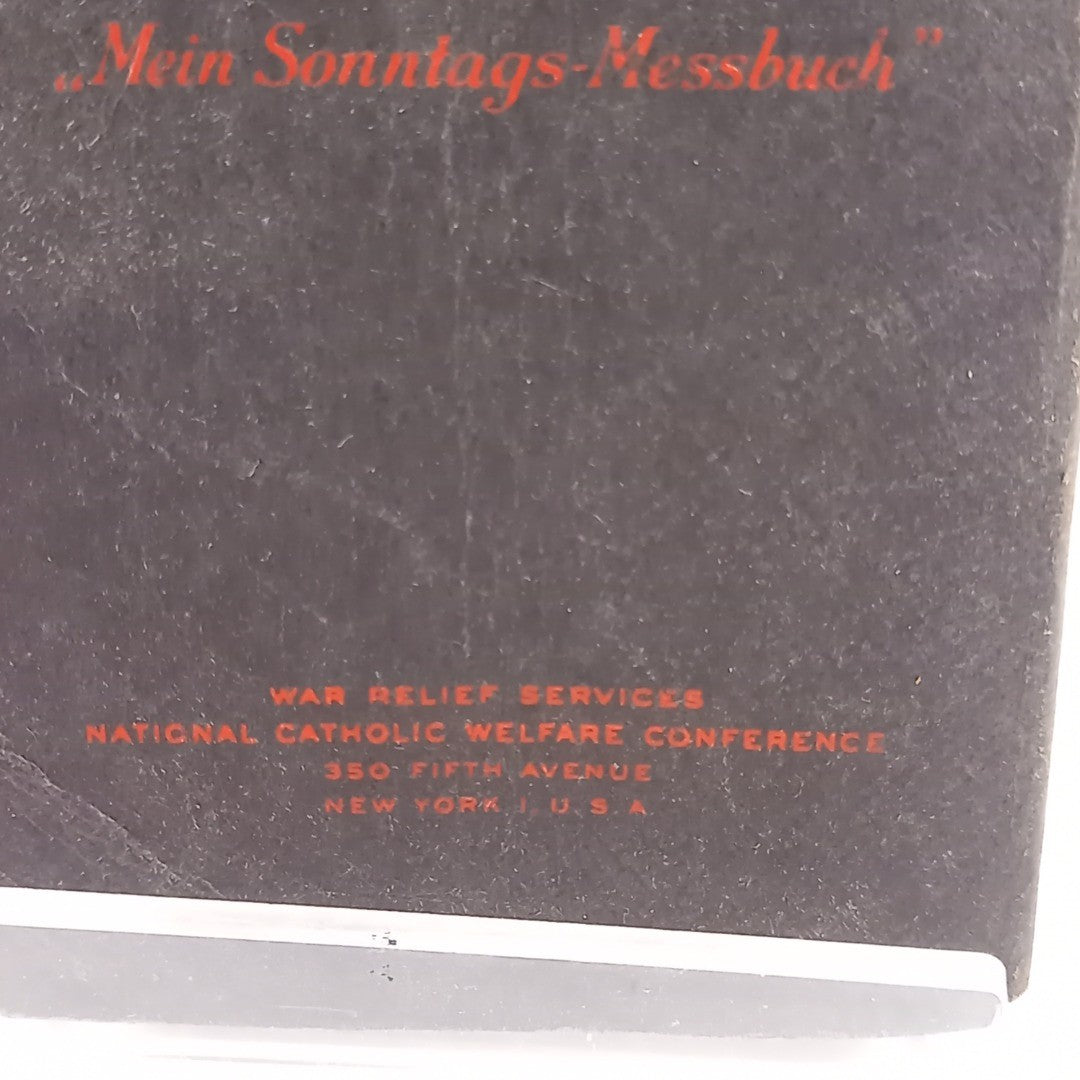 „Mein Sonntags-Messbuch”
WAR RELIEF SERVICES
NATIONAL CATHOLIC WELFARE CONFERENCE
350 FIFTH AVENUE
NEW YORK 1, U. S. A